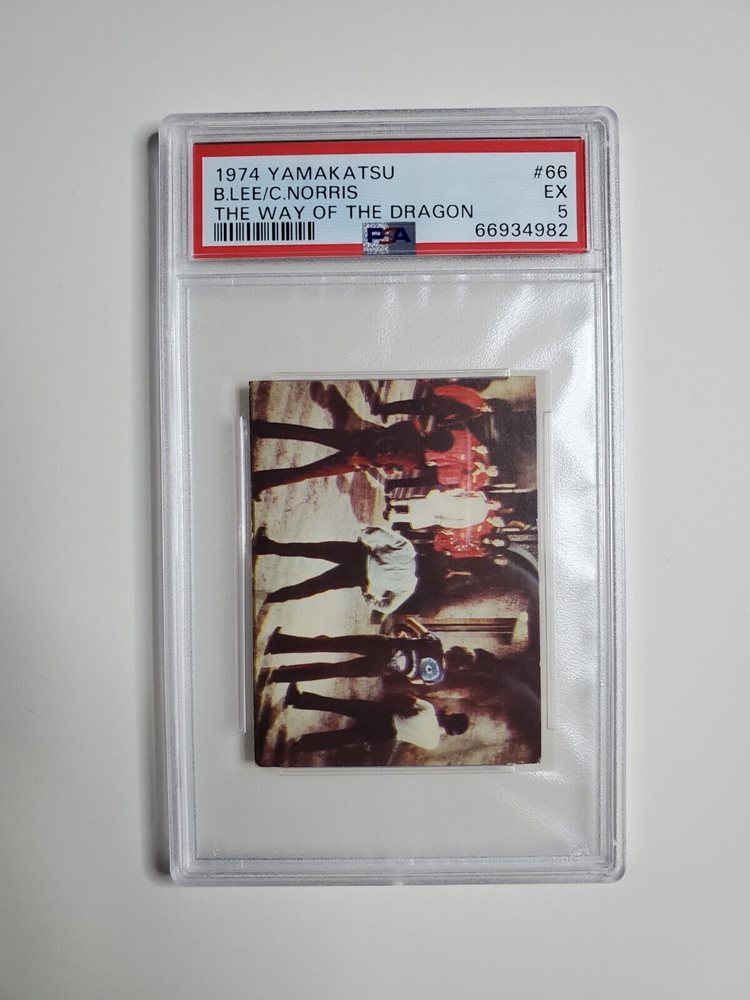 1974 YAMAKATSU #66
B.LEE/C.NORRIS EX
THE WAY OF THE DRAGON 5
PSA 66934982